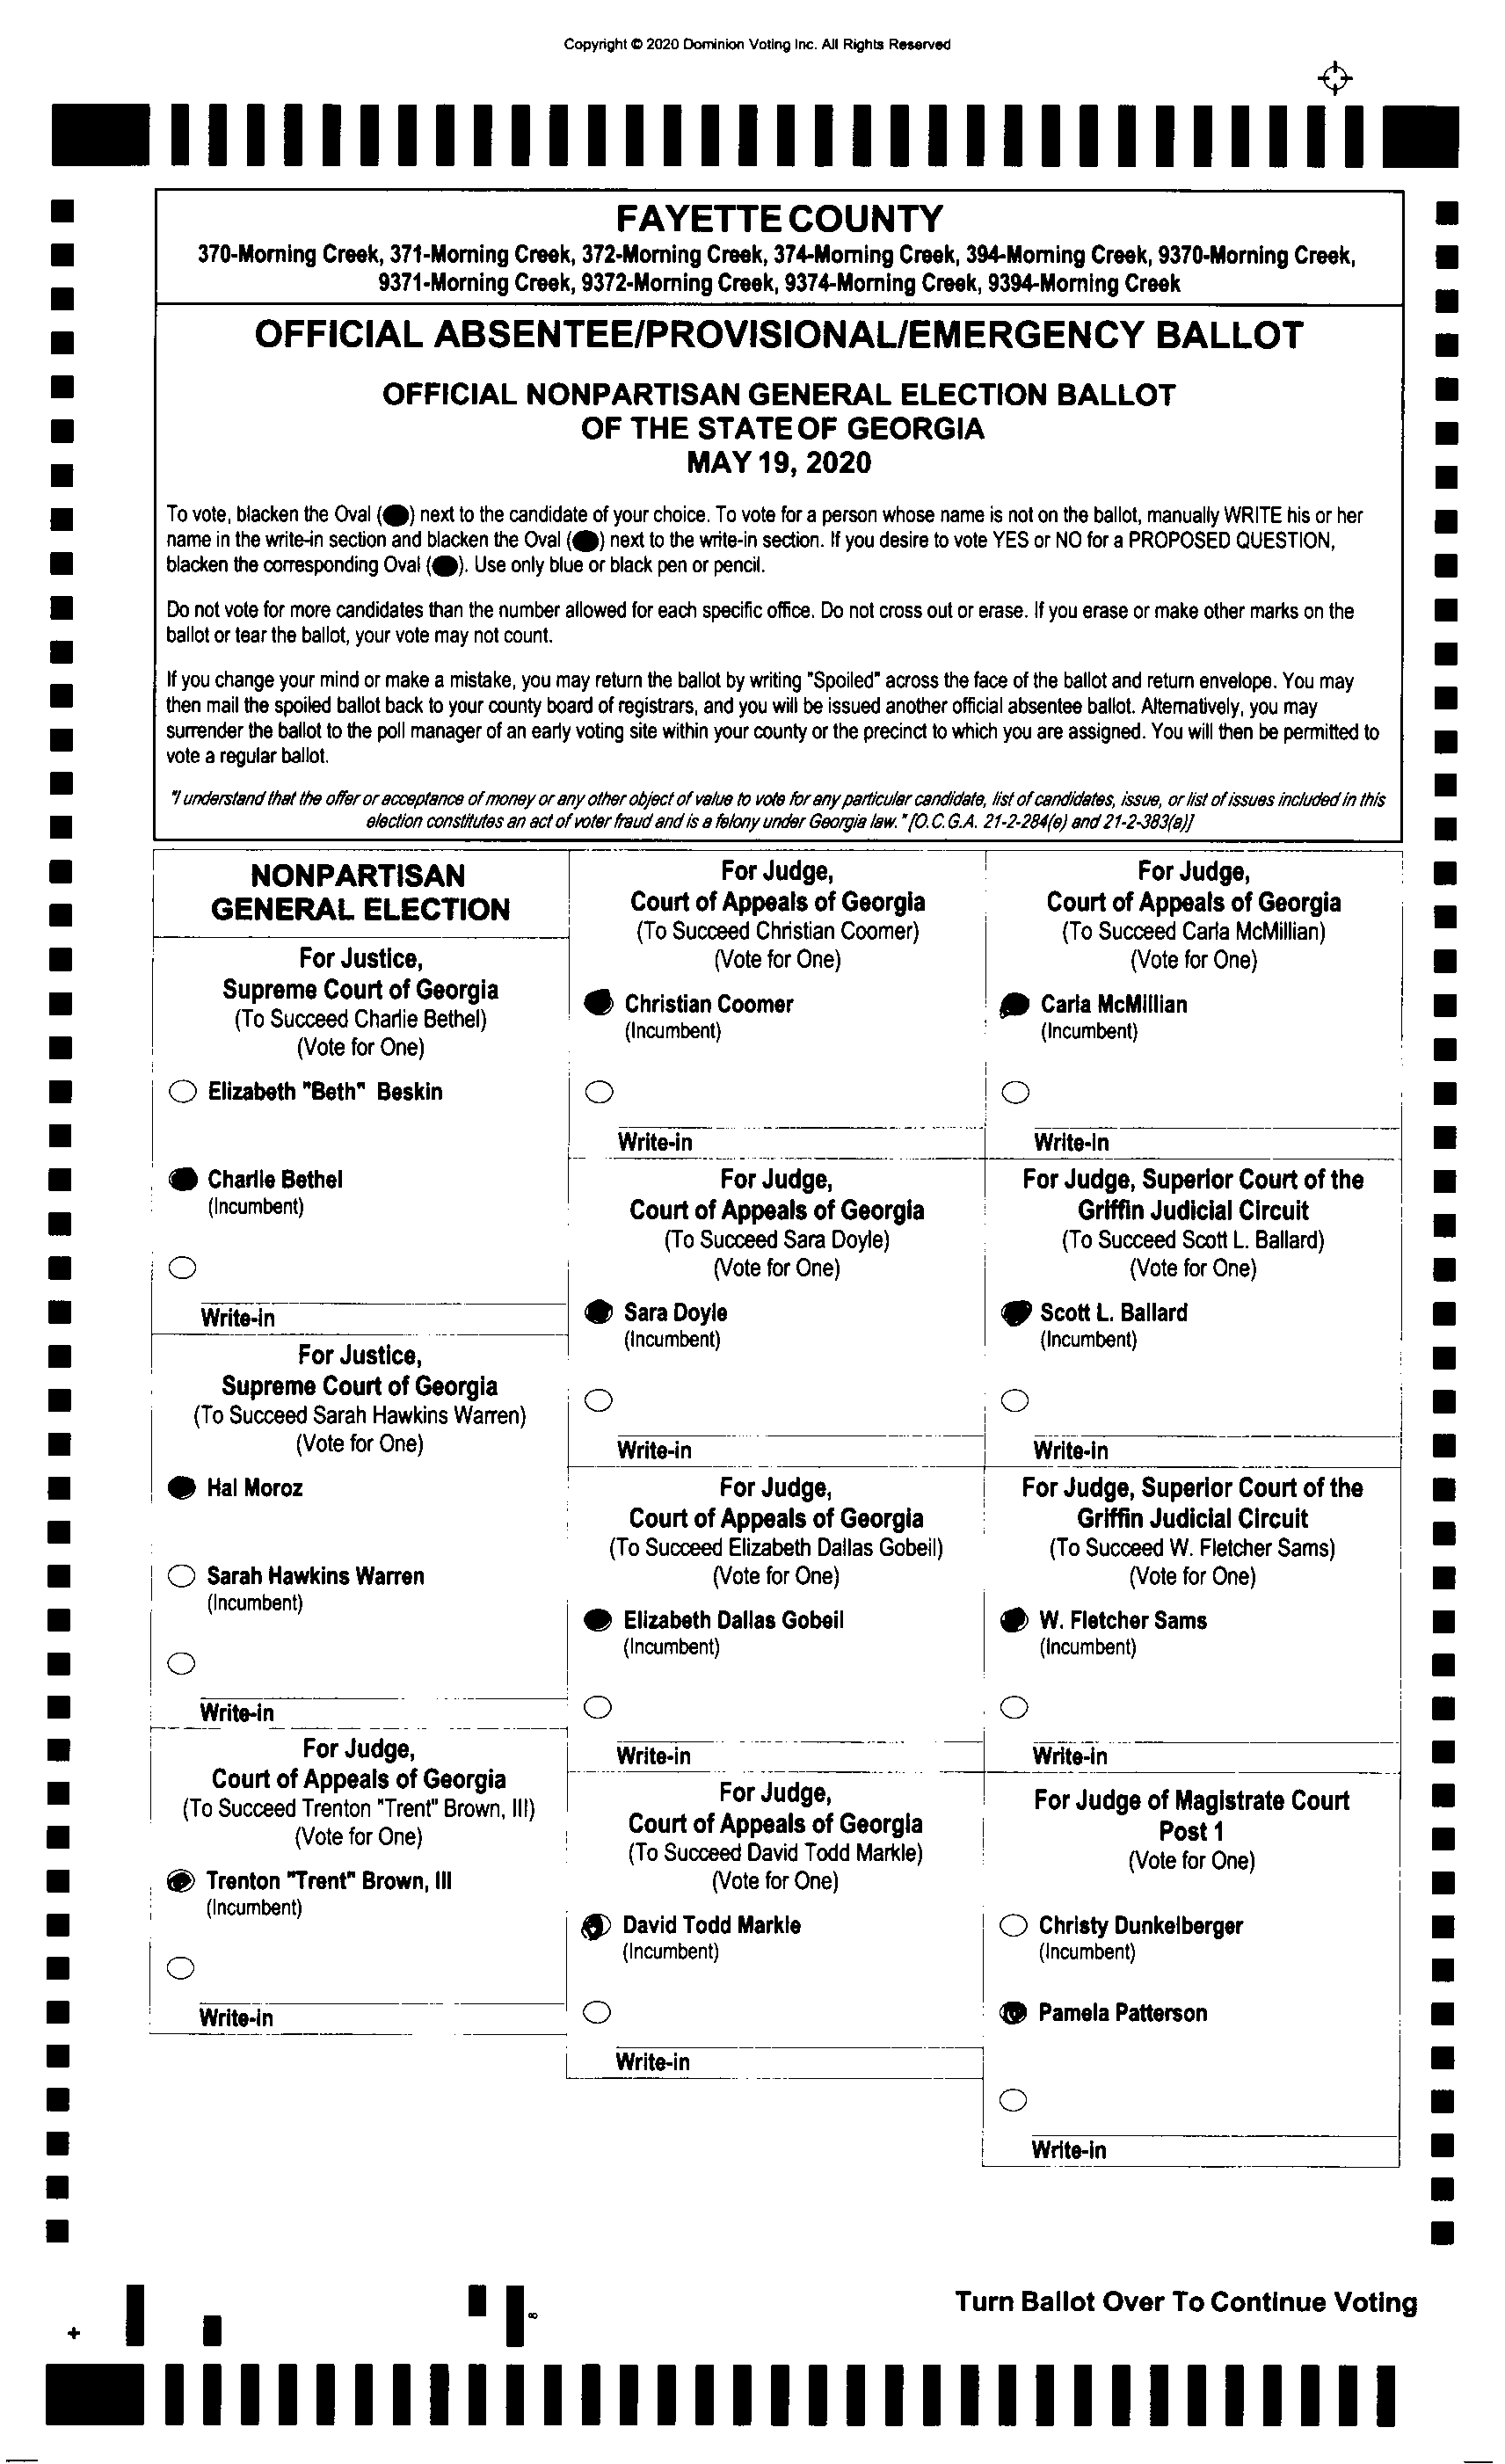 Copyright © 2020 Dominion Voting Inc. All Rights Reserved
FAYETTE COUNTY
370-Morning Creek, 371-Morning Creek, 372-Morning Creek, 374-Morning Creek, 394-Morning Creek, 9370-Morning Creek,
9371-Morning Creek, 9372-Morning Creek, 9374-Morning Creek, 9394-Morning Creek
OFFICIAL ABSENTEE/PROVISIONAL/EMERGENCY BALLOT
OFFICIAL NONPARTISAN GENERAL ELECTION BALLOT
OF THE STATE OF GEORGIA
MAY 19, 2020
To vote, blacken the Oval (●) next to the candidate of your choice. To vote for a person whose name is not on the ballot, manually WRITE his or her
name in the write-in section and blacken the Oval (●) next to the write-in section. If you desire to vote YES or NO for a PROPOSED QUESTION,
blacken the corresponding Oval (●). Use only blue or black pen or pencil.
Do not vote for more candidates than the number allowed for each specific office. Do not cross out or erase. If you erase or make other marks on the
ballot or tear the ballot, your vote may not count.
If you change your mind or make a mistake, you may return the ballot by writing "Spoiled" across the face of the ballot and return envelope. You may
then mail the spoiled ballot back to your county board of registrars, and you will be issued another official absentee ballot. Alternatively, you may
surrender the ballot to the poll manager of an early voting site within your county or the precinct to which you are assigned. You will then be permitted to
vote a regular ballot.
"I understand that the offer or acceptance of money or any other object of value to vote for any particular candidate, list of candidates, issue, or list of issues included in this
election constitutes an act of voter fraud and is a felony under Georgia law." [O.C.G.A. 21-2-284(e) and 21-2-383(a)]
NONPARTISAN
GENERAL ELECTION
For Justice,
Supreme Court of Georgia
(To Succeed Charlie Bethel)
(Vote for One)
Elizabeth "Beth" Beskin
Charlie Bethel
(Incumbent)
Write-in
For Justice,
Supreme Court of Georgia
(To Succeed Sarah Hawkins Warren)
(Vote for One)
Hal Moroz
Sarah Hawkins Warren
(Incumbent)
Write-in
For Judge,
Court of Appeals of Georgia
(To Succeed Trenton "Trent" Brown, III)
(Vote for One)
Trenton "Trent" Brown, III
(Incumbent)
Write-in
For Judge,
Court of Appeals of Georgia
(To Succeed Christian Coomer)
(Vote for One)
Christian Coomer
(Incumbent)
Write-in
For Judge,
Court of Appeals of Georgia
(To Succeed Sara Doyle)
(Vote for One)
Sara Doyle
(Incumbent)
Write-in
For Judge,
Court of Appeals of Georgia
(To Succeed Elizabeth Dallas Gobeil)
(Vote for One)
Elizabeth Dallas Gobeil
(Incumbent)
Write-in
For Judge,
Court of Appeals of Georgia
(To Succeed David Todd Markle)
(Vote for One)
David Todd Markle
(Incumbent)
Write-in
For Judge,
Court of Appeals of Georgia
(To Succeed Carla McMillian)
(Vote for One)
Carla McMillian
(Incumbent)
Write-in
For Judge, Superior Court of the
Griffin Judicial Circuit
(To Succeed Scott L. Ballard)
(Vote for One)
Scott L. Ballard
(Incumbent)
Write-in
For Judge, Superior Court of the
Griffin Judicial Circuit
(To Succeed W. Fletcher Sams)
(Vote for One)
W. Fletcher Sams
(Incumbent)
Write-in
For Judge of Magistrate Court
Post 1
(Vote for One)
Christy Dunkelberger
(Incumbent)
Pamela Patterson
Write-in
Turn Ballot Over To Continue Voting